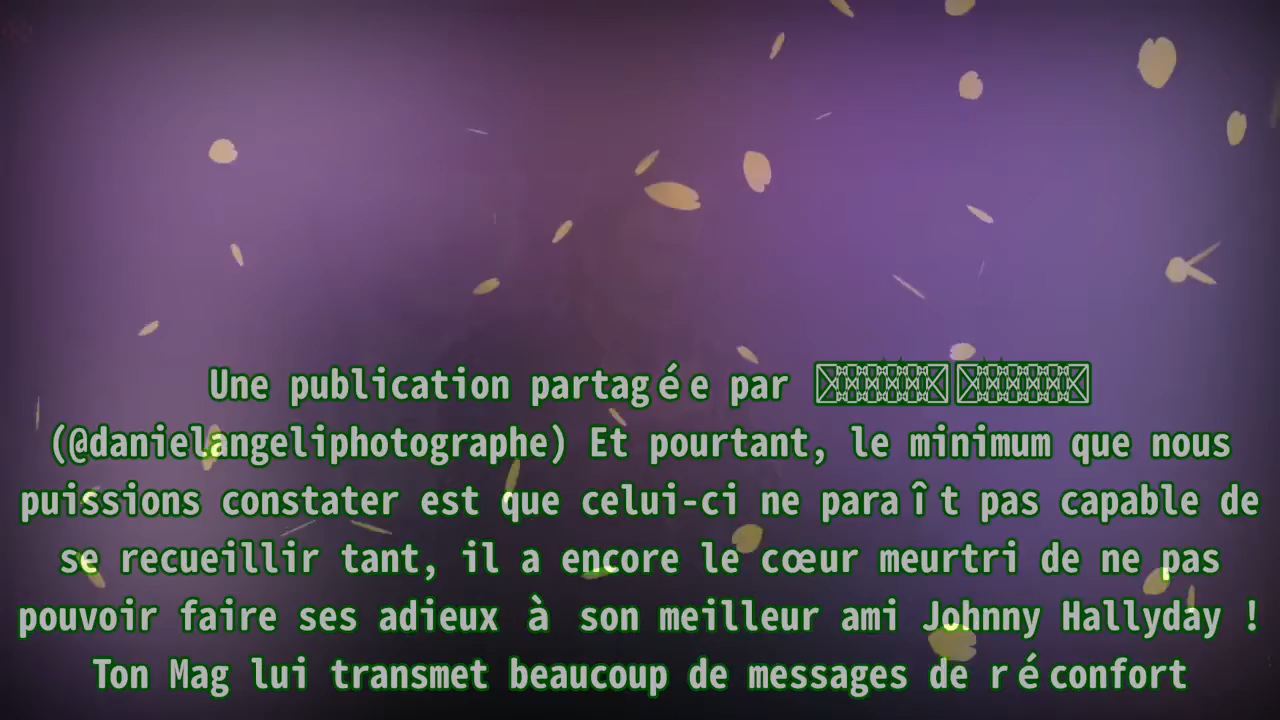 Une publication partagée par
(@danielangeliphotographe) Et pourtant, le minimum que nous
puissions constater est que celui-ci ne paraît pas capable de
se recueillir tant, il a encore le cœur meurtri de ne pas
pouvoir faire ses adieux à son meilleur ami Johnny Hallyday !
Ton Mag lui transmet beaucoup de messages de réconfort